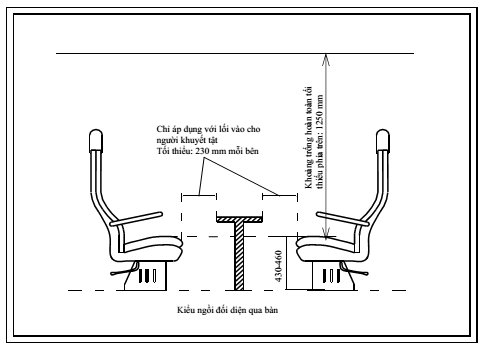 Chỉ áp dụng với lối vào cho
người khuyết tật
Tối thiểu: 230 mm mỗi bên
Khoảng trống hoàn toàn tối
thiểu phía trên: 1250 mm
430-460
Kiểu ngồi đối diện qua bàn